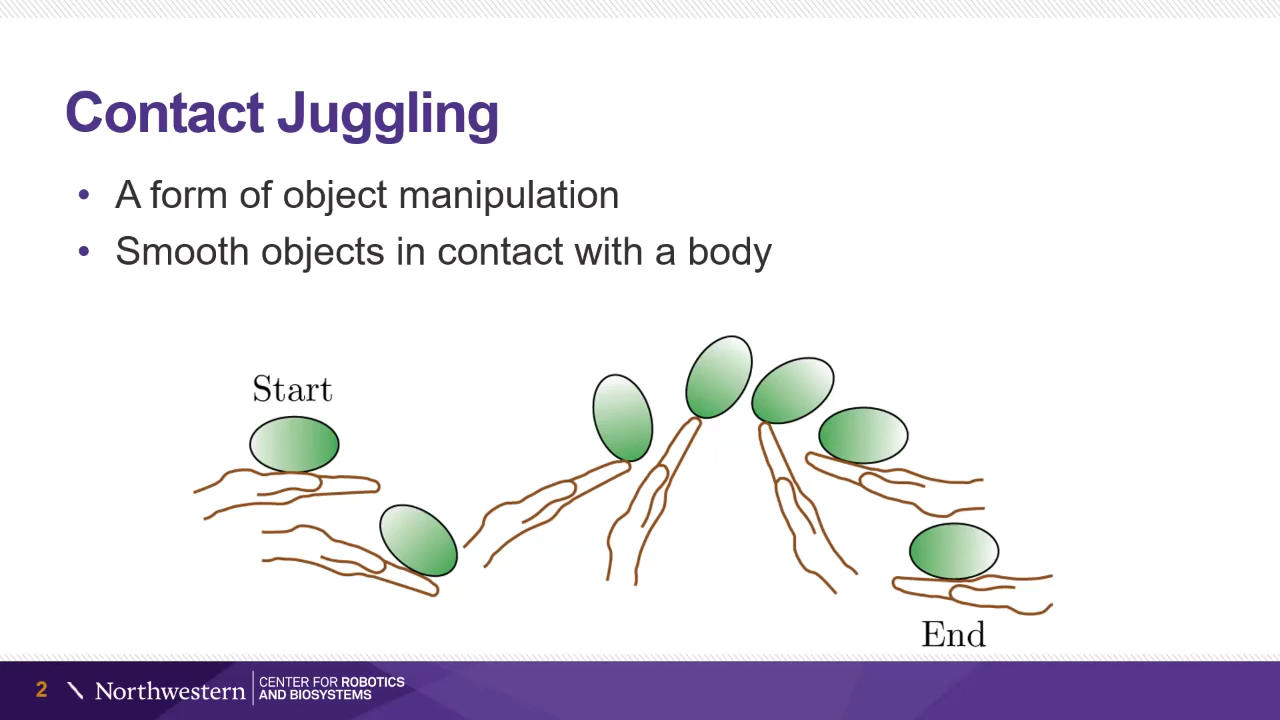 Contact Juggling
• A form of object manipulation
• Smooth objects in contact with a body
Start
End
2
Northwestern
CENTER FOR ROBOTICS
AND BIOSYSTEMS